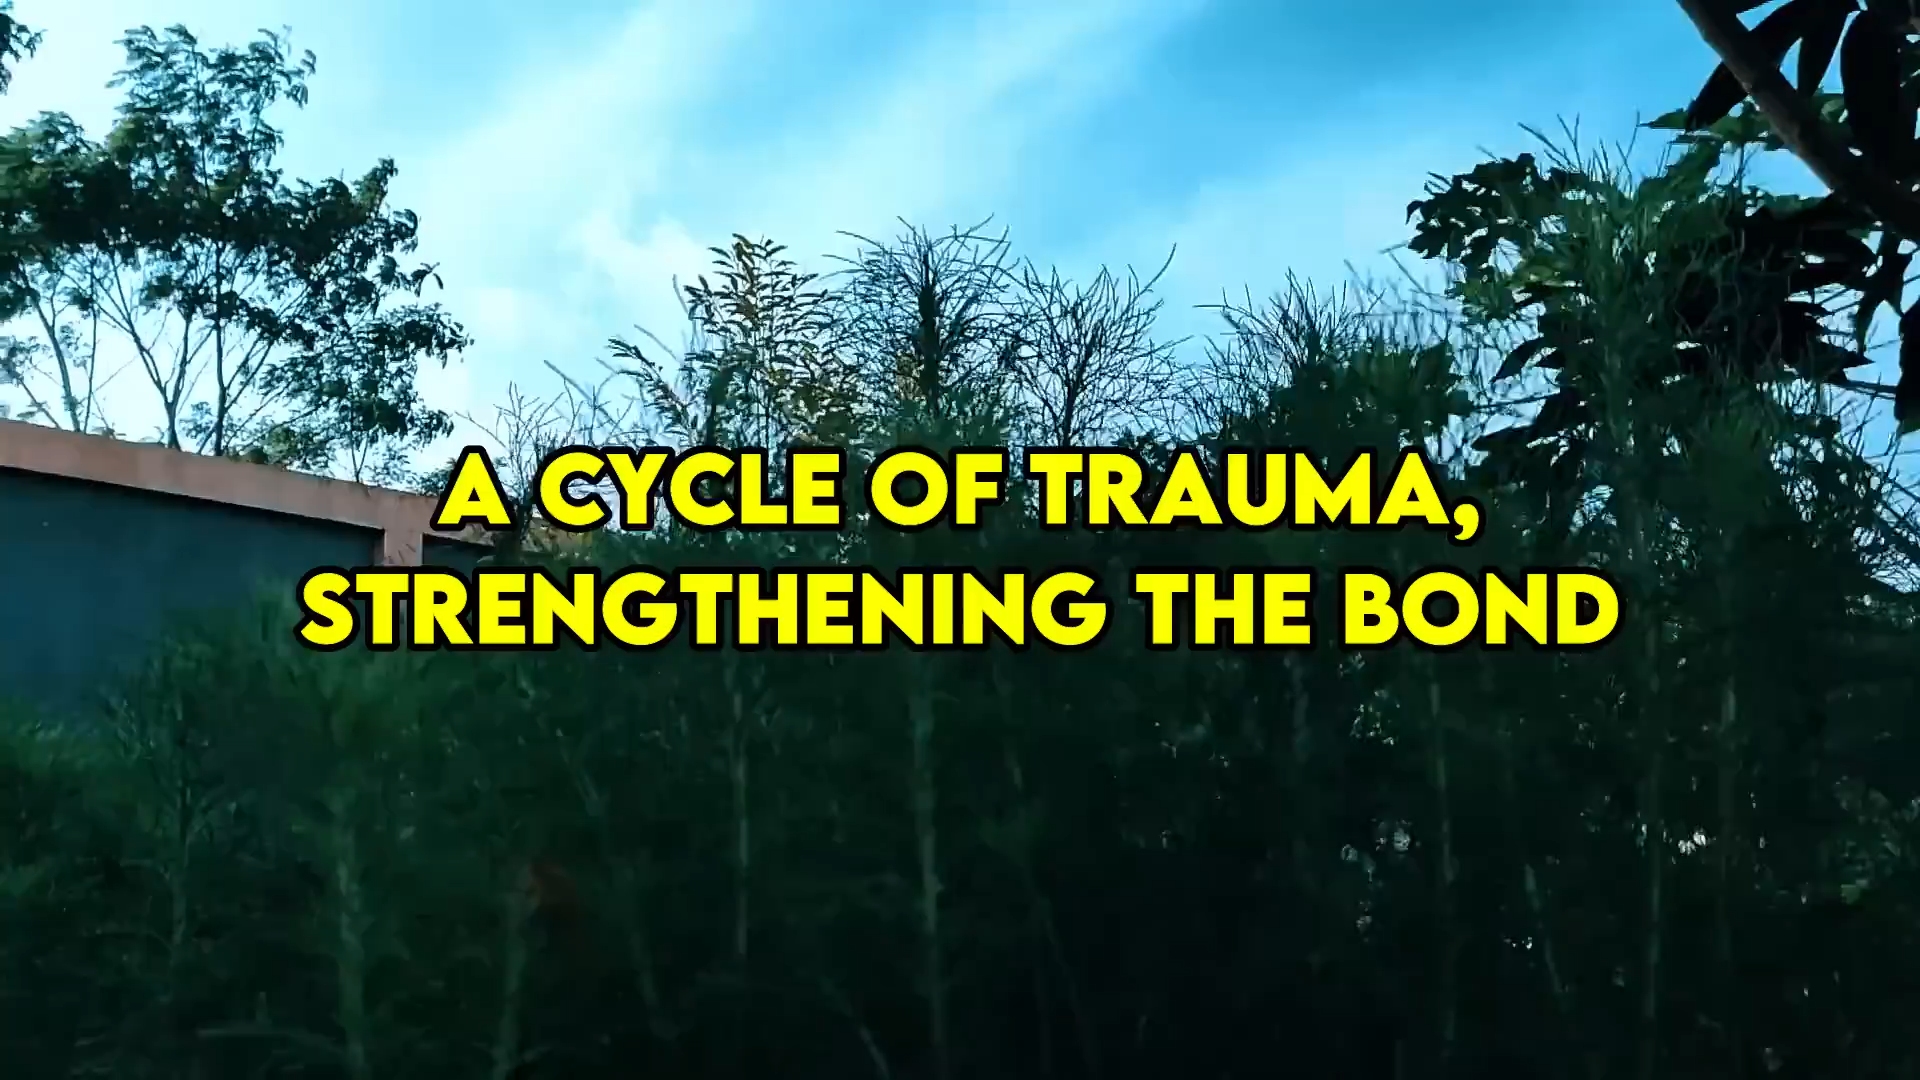 A CYCLE OF TRAUMA,
STRENGTHENING THE BOND